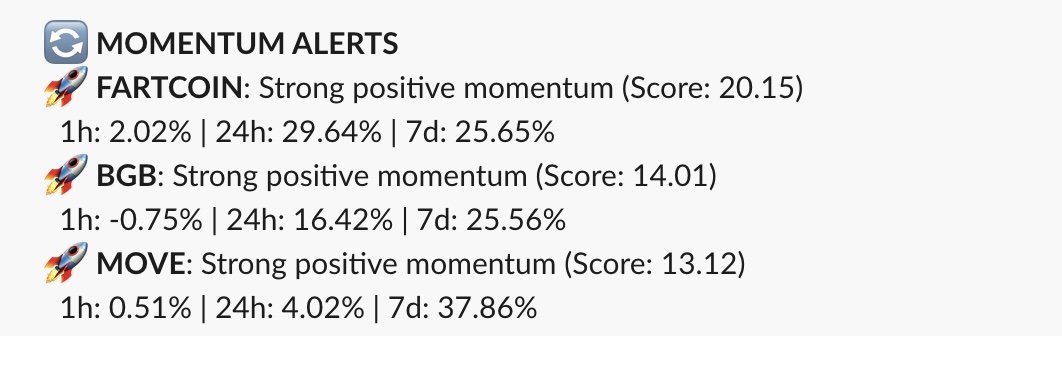 🔄 MOMENTUM ALERTS
🚀 FARTCOIN: Strong positive momentum (Score: 20.15)
1h: 2.02% | 24h: 29.64% | 7d: 25.65%
🚀 BGB: Strong positive momentum (Score: 14.01)
1h: -0.75% | 24h: 16.42% | 7d: 25.56%
🚀 MOVE: Strong positive momentum (Score: 13.12)
1h: 0.51% | 24h: 4.02% | 7d: 37.86%